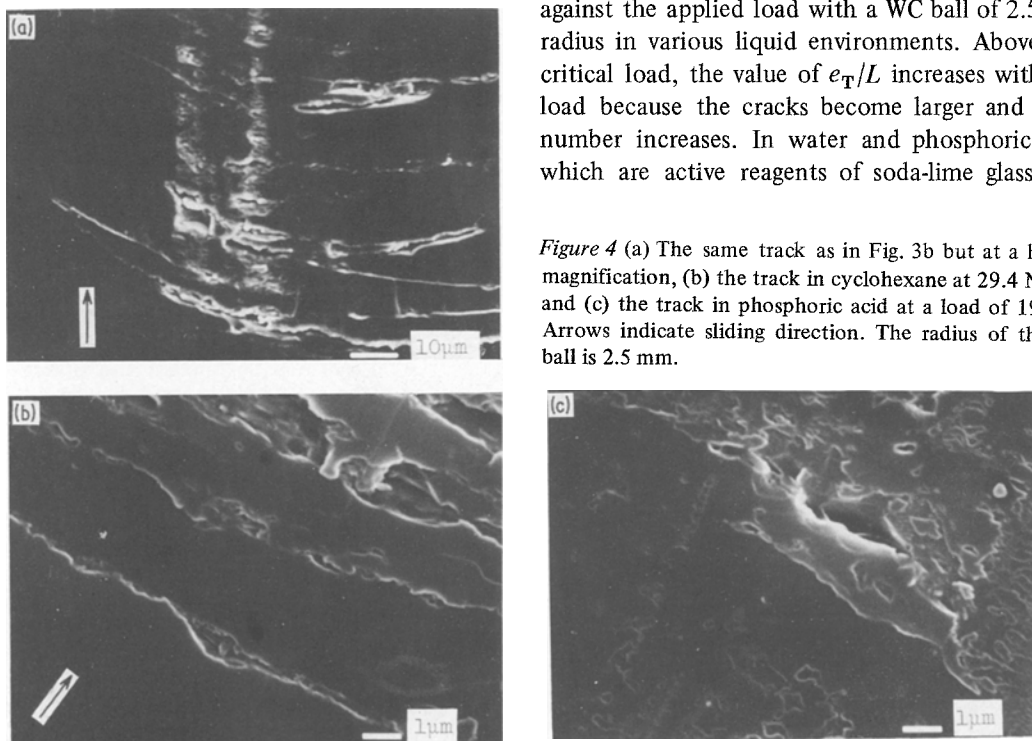 (a)
10μm
against the applied load with a WC ball of 2.5
radius in various liquid environments. Above
critical load, the value of e_T/L increases with
load because the cracks become larger and
number increases. In water and phosphoric
which are active reagents of soda-lime glass
Figure 4 (a) The same track as in Fig. 3b but at a
magnification, (b) the track in cyclohexane at 29.4 N
and (c) the track in phosphoric acid at a load of
Arrows indicate sliding direction. The radius of
ball is 2.5 mm.
(b)
1μm
(c)
1μm